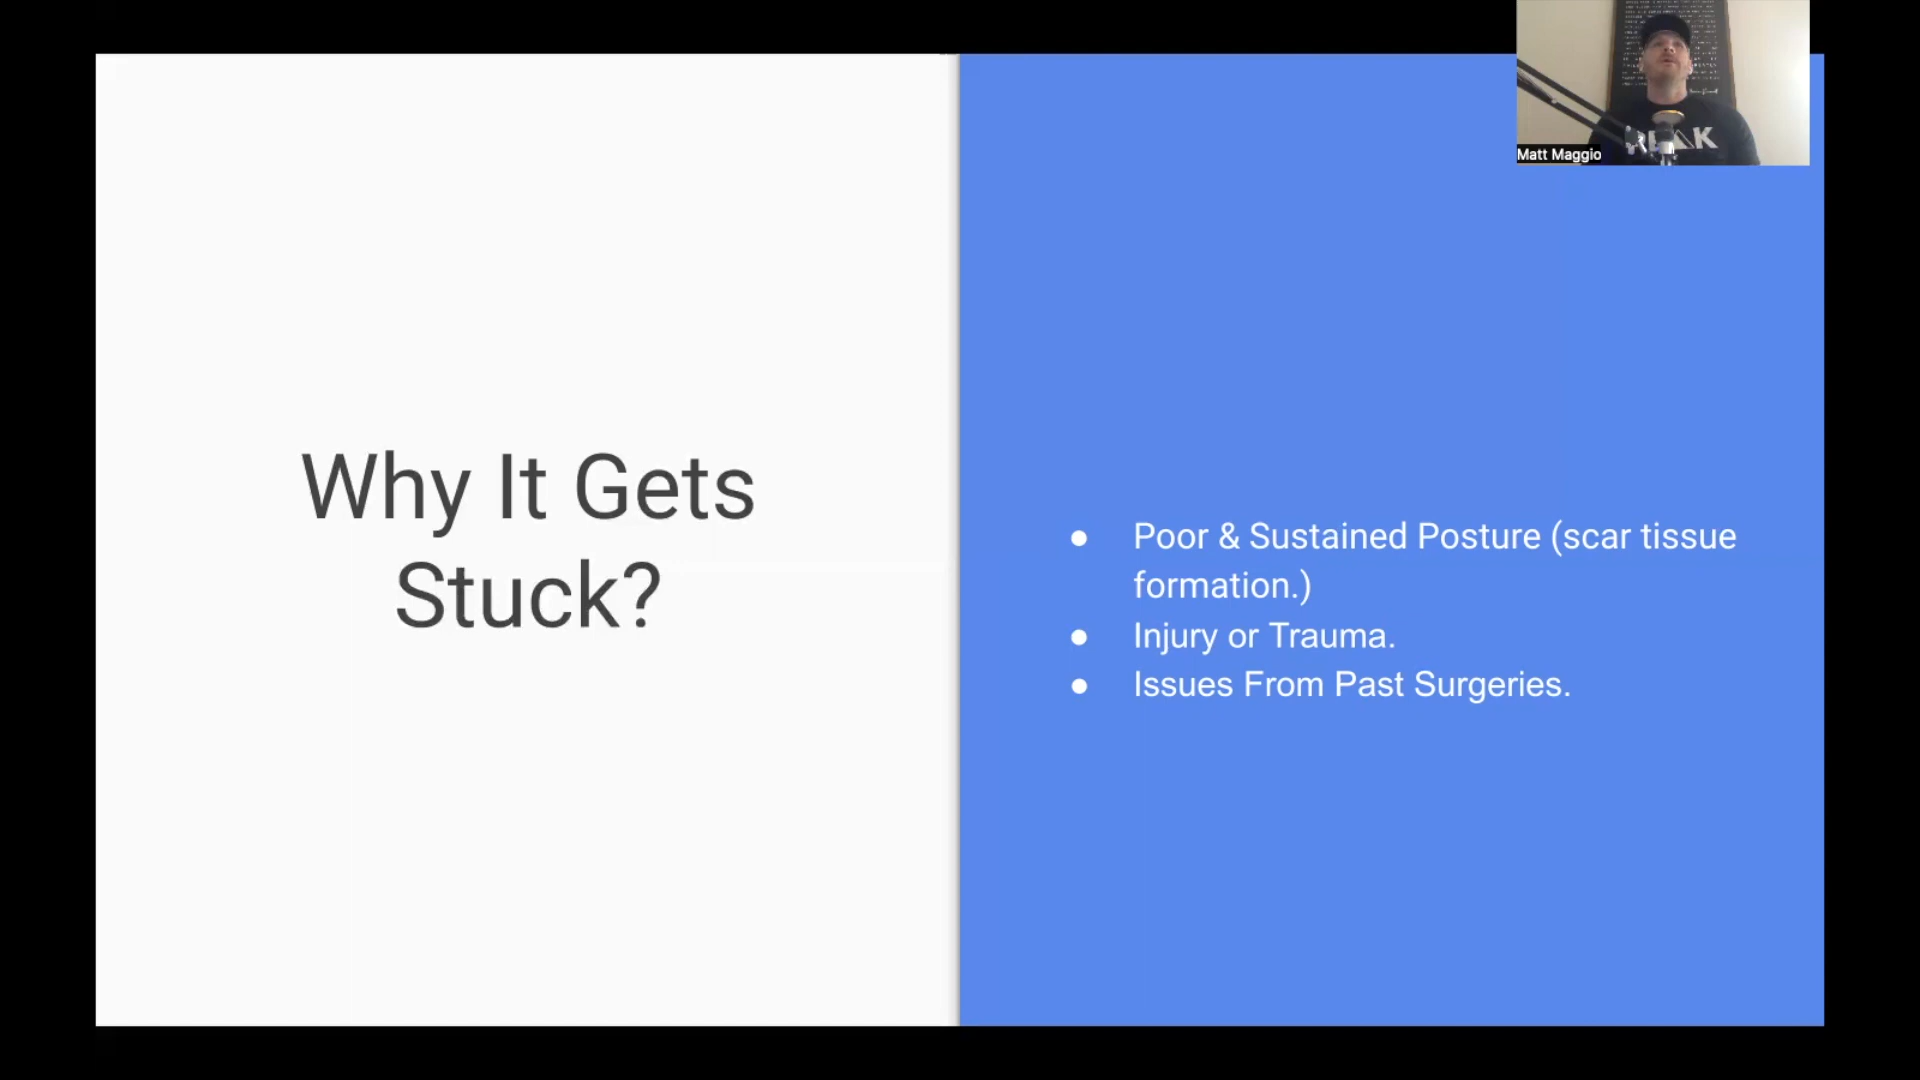 Why It Gets
Stuck?
● Poor & Sustained Posture (scar tissue
formation.)
● Injury or Trauma.
● Issues From Past Surgeries.
Matt Maggio